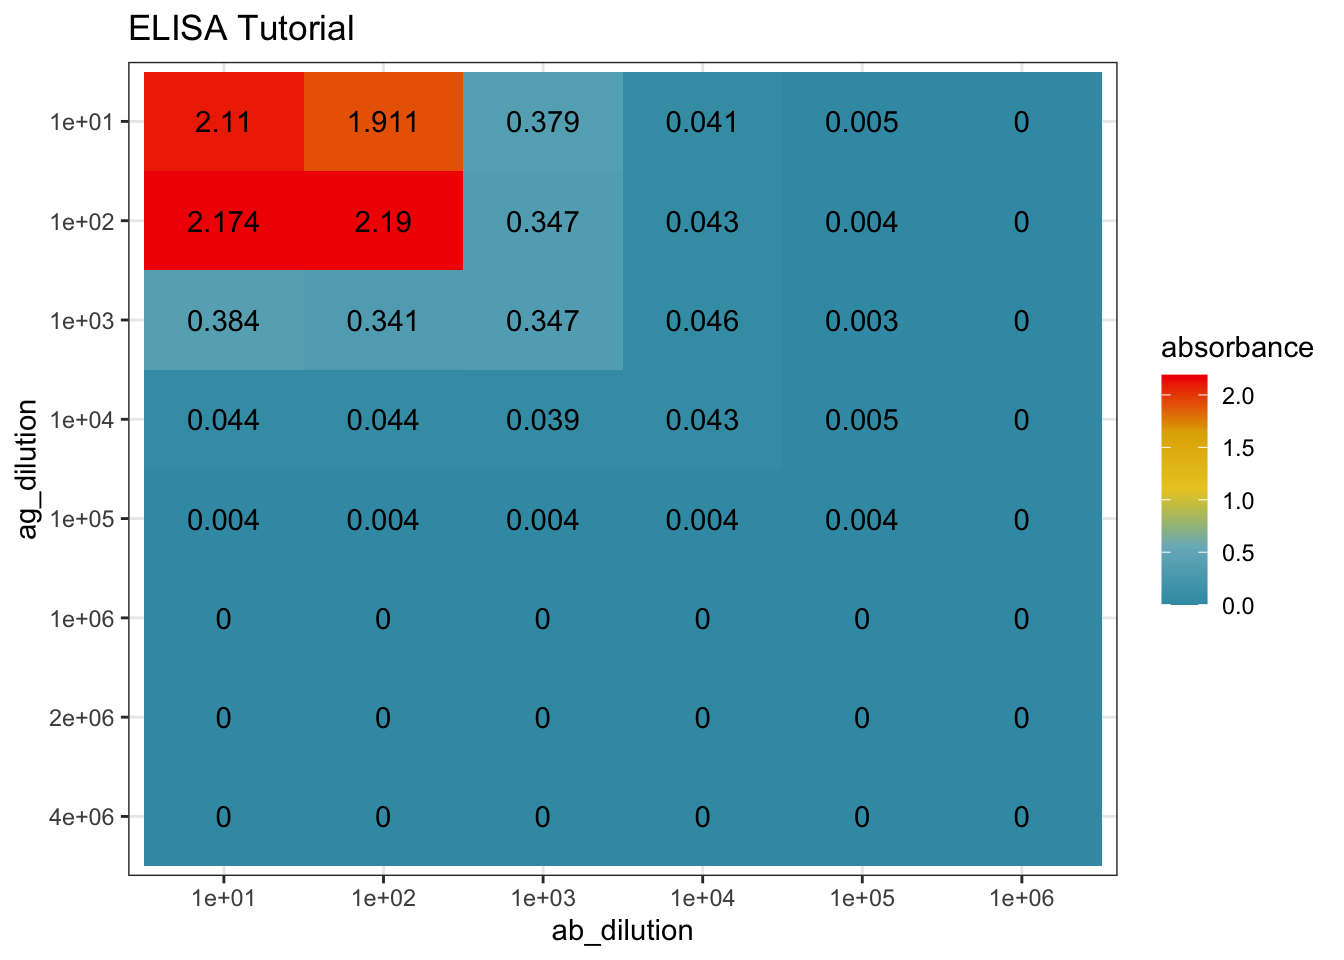 ELISA Tutorial
1e+01 2.11 1.911 0.379 0.041 0.005 0
1e+02 2.174 2.19 0.347 0.043 0.004 0
1e+03 0.384 0.341 0.347 0.046 0.003 0
1e+04 0.044 0.044 0.039 0.043 0.005 0
1e+05 0.004 0.004 0.004 0.004 0.004 0
1e+06 0 0 0 0 0 0
2e+06 0 0 0 0 0 0
4e+06 0 0 0 0 0 0
ag_dilution
1e+01 1e+02 1e+03 1e+04 1e+05 1e+06
ab_dilution
absorbance
2.0
1.5
1.0
0.5
0.0